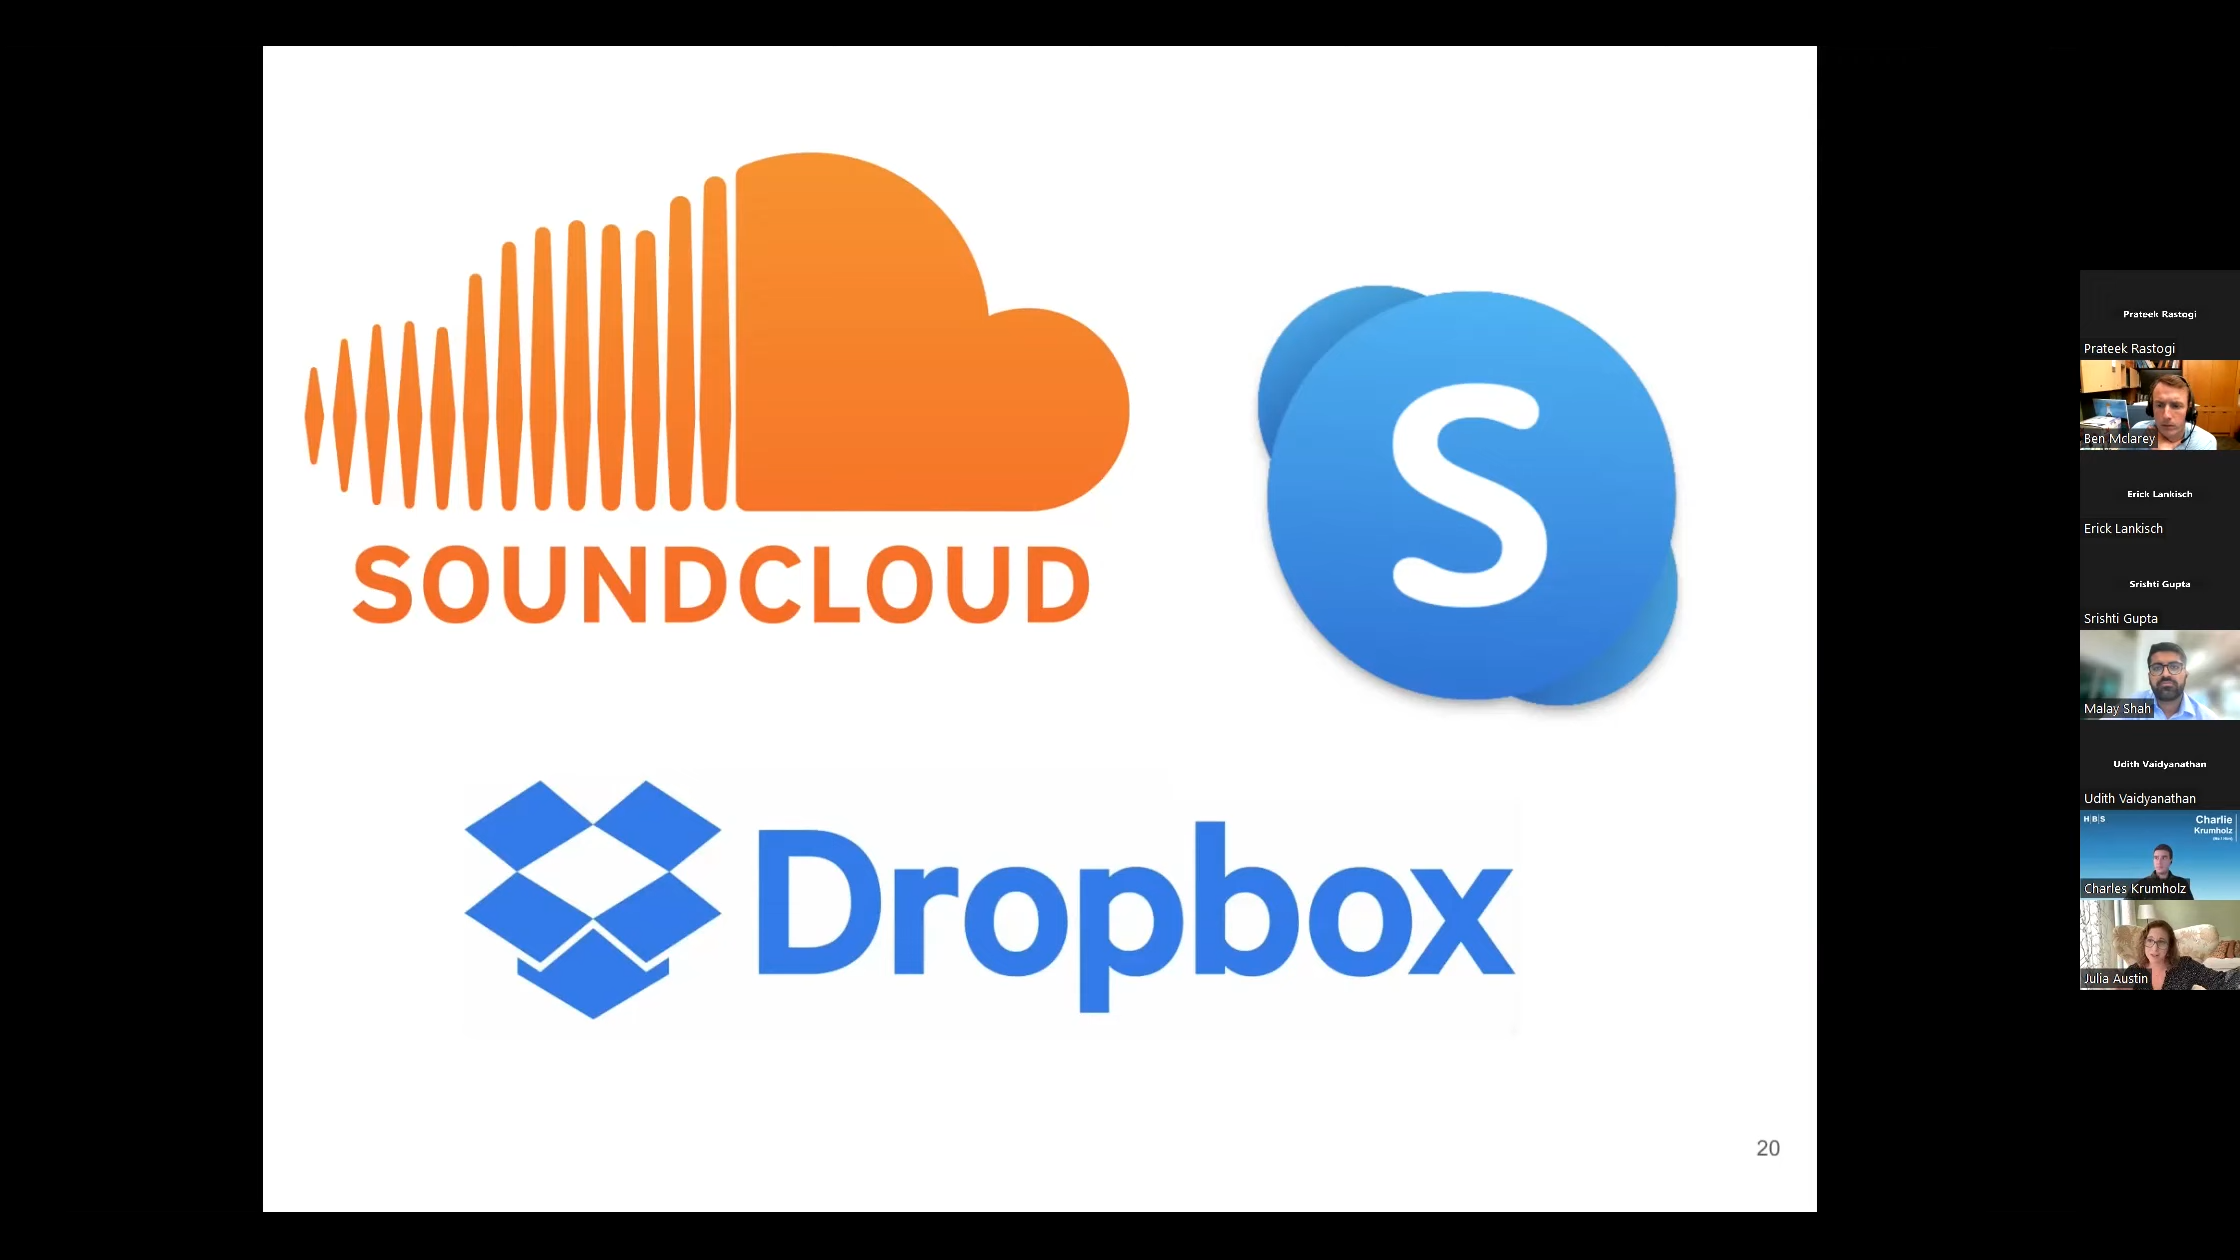 SOUNDCLOUD
S
Dropbox
20
Prateek Rastogi
Prateek Rastogi
Ben Mclarey
Erick Lankisch
Erick Lankisch
Srishti Gupta
Srishti Gupta
Malay Shah
Udith Vaidyanathan
Udith Vaidyanathan
H|B|S
Charlie
Krumholz
Charles Krumholz
Julia Austin